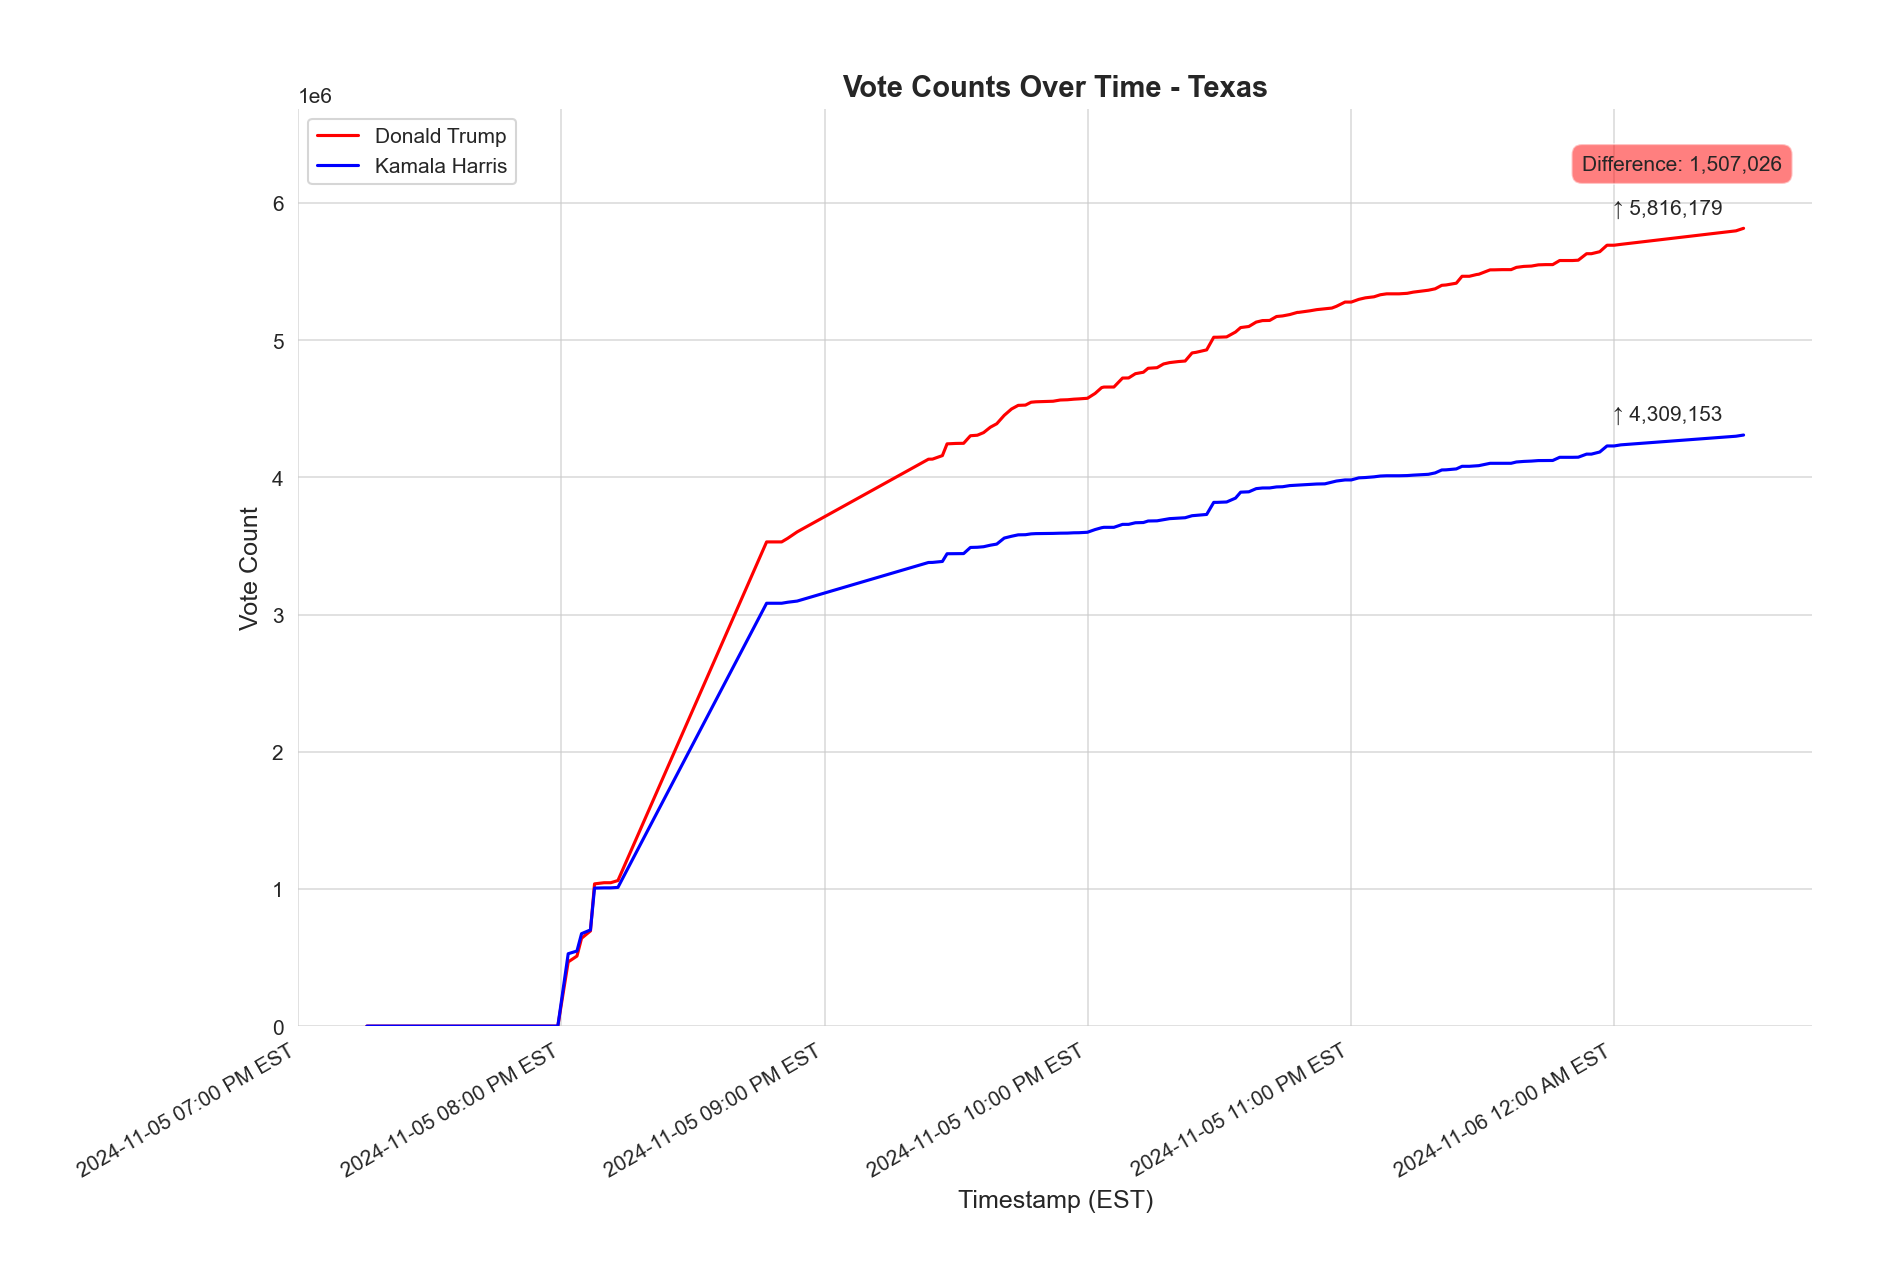 Vote Counts Over Time - Texas
1e6
Donald Trump
Kamala Harris
Difference: 1,507,026
↑ 5,816,179
↑ 4,309,153
6
5
4
3
2
1
0
Vote Count
2024-11-05 07:00 PM EST
2024-11-05 08:00 PM EST
2024-11-05 09:00 PM EST
2024-11-05 10:00 PM EST
2024-11-05 11:00 PM EST
2024-11-06 12:00 AM EST
Timestamp (EST)